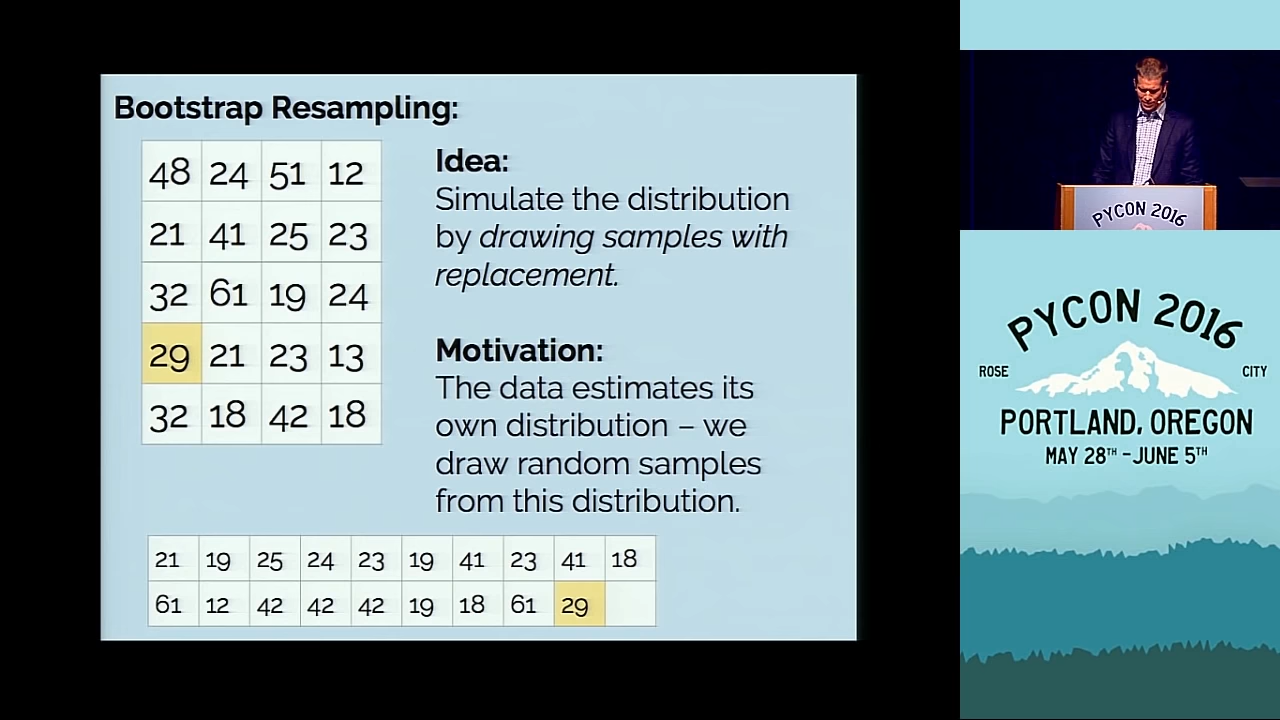 Bootstrap Resampling:
48 24 51 12
21 41 25 23
32 61 19 24
29 21 23 13
32 18 42 18
Idea:
Simulate the distribution
by drawing samples with
replacement.
Motivation:
The data estimates its
own distribution – we
draw random samples
from this distribution.
21 19 25 24 23 19 41 23 41 18
61 12 42 42 42 19 18 61 29
PYCON 2016
PYCON 2016
ROSE CITY
PORTLAND, OREGON
MAY 28TH - JUNE 5TH